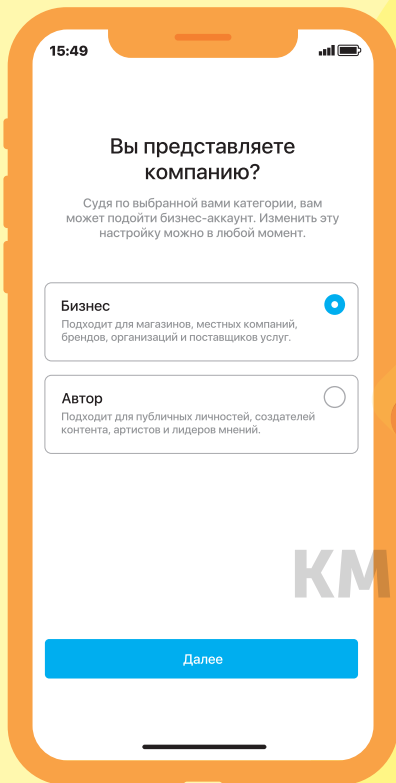 15:49
Вы представляете
компанию?
Судя по выбранной вами категории, вам
может подойти бизнес-аккаунт. Изменить эту
настройку можно в любой момент.
Бизнес
Подходит для магазинов, местных компаний,
брендов, организаций и поставщиков услуг.
Автор
Подходит для публичных личностей, создателей
контента, артистов и лидеров мнений.
КМ
Далее